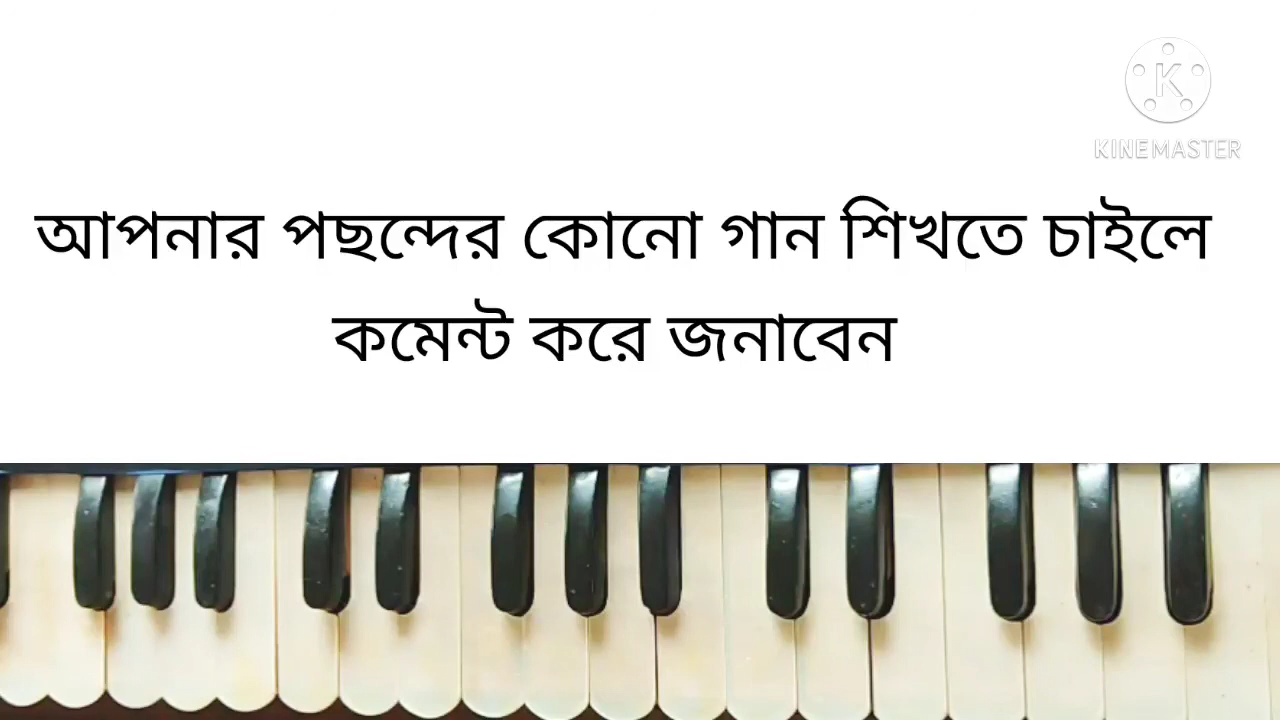 KINEMASTER
আপনার পছন্দের কোনো গান শিখতে চাইলে
কমেন্ট করে জনাবেন